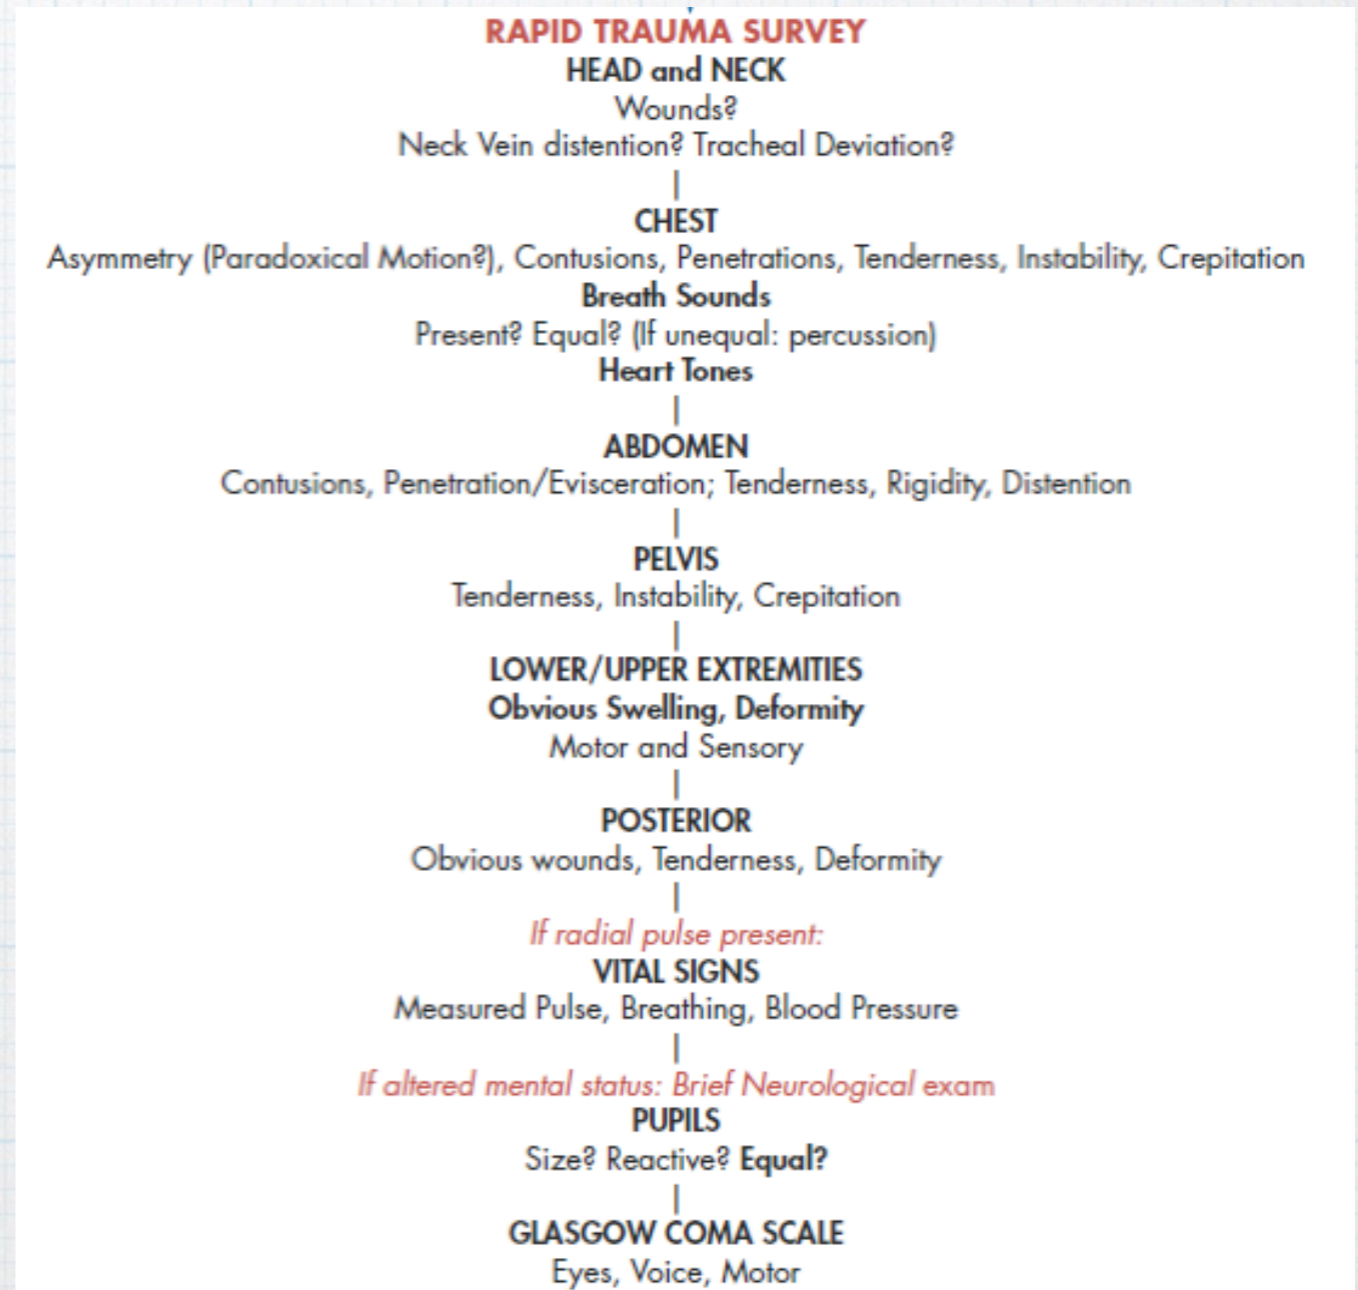 RAPID TRAUMA SURVEY
HEAD and NECK
Wounds?
Neck Vein distention? Tracheal Deviation?
CHEST
Asymmetry (Paradoxical Motion?), Contusions, Penetrations, Tenderness, Instability, Crepitation
Breath Sounds
Present? Equal? (If unequal: percussion)
Heart Tones
ABDOMEN
Contusions, Penetration/Evisceration; Tenderness, Rigidity, Distention
PELVIS
Tenderness, Instability, Crepitation
LOWER/UPPER EXTREMITIES
Obvious Swelling, Deformity
Motor and Sensory
POSTERIOR
Obvious wounds, Tenderness, Deformity
If radial pulse present:
VITAL SIGNS
Measured Pulse, Breathing, Blood Pressure
If altered mental status: Brief Neurological exam
PUPILS
Size? Reactive? Equal?
GLASGOW COMA SCALE
Eyes, Voice, Motor